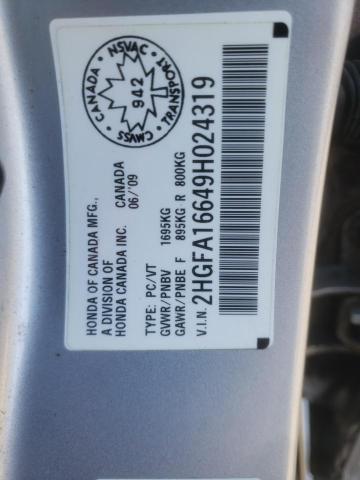 HONDA OF CANADA MFG.,
A DIVISION OF
HONDA CANADA INC. CANADA
06/'09
TYPE: PC/VT
GVWR/PNBV 1695KG
GAWR/PNBE F 895KG R 800KG
V.I.N. 2HGFA16649H024319
CANADA
NSVAC
TRANSPORT
CMVSS
942